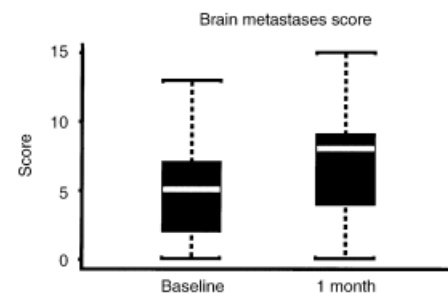 Brain metastases score
15
10
5
0
Score
Baseline
1 month